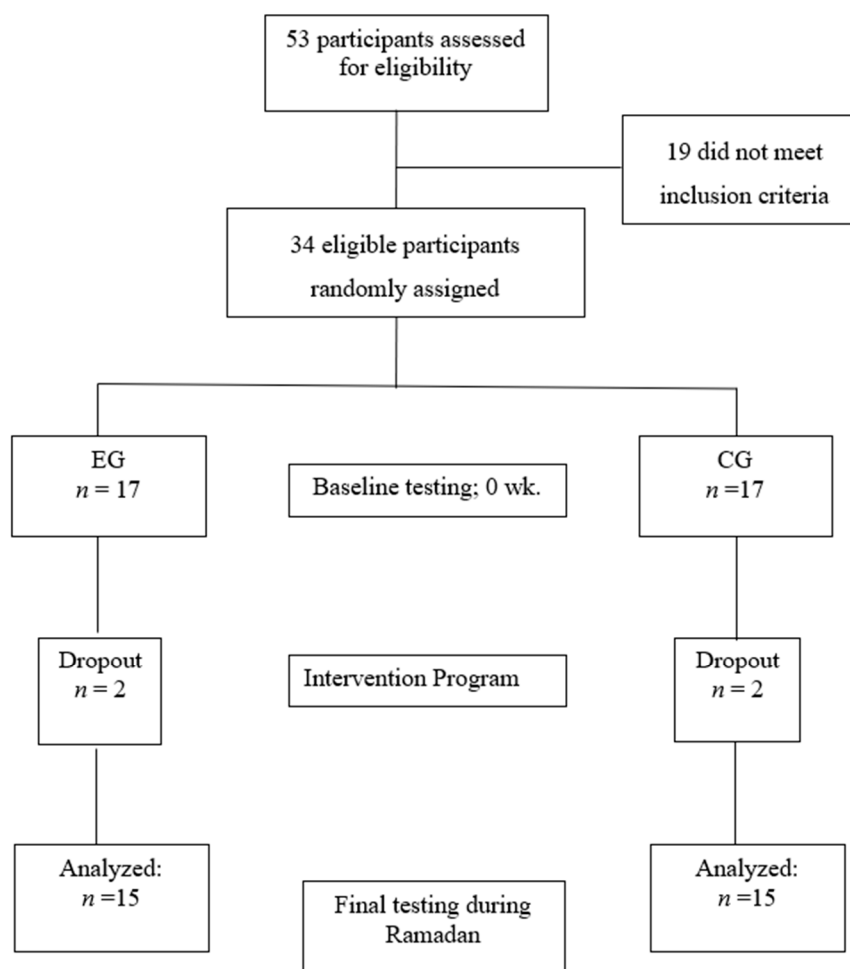 53 participants assessed
for eligibility
19 did not meet
inclusion criteria
34 eligible participants
randomly assigned
EG
n = 17
Baseline testing; 0 wk.
CG
n =17
Dropout
n = 2
Intervention Program
Dropout
n = 2
Analyzed:
n =15
Final testing during
Ramadan
Analyzed:
n =15